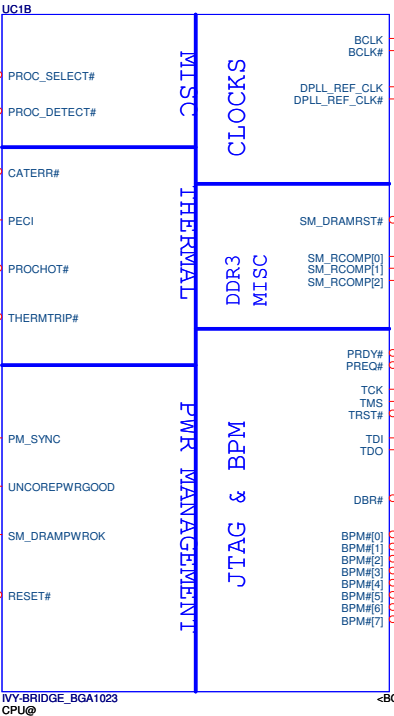 UC1B
MISC
PROC_SELECT#
PROC_DETECT#
THERMAL
CATERR#
PECI
PROCHOT#
THERMTRIP#
PWR MANAGEMENT
PM_SYNC
UNCOREPWRGOOD
SM_DRAMPWROK
RESET#
CLOCKS
BCLK
BCLK#
DPLL_REF_CLK
DPLL_REF_CLK#
DDR3
MISC
SM_DRAMRST#
SM_RCOMP[0]
SM_RCOMP[1]
SM_RCOMP[2]
JTAG & BPM
PRDY#
PREQ#
TCK
TMS
TRST#
TDI
TDO
DBR#
BPM#[0]
BPM#[1]
BPM#[2]
BPM#[3]
BPM#[4]
BPM#[5]
BPM#[6]
BPM#[7]
IVY-BRIDGE_BGA1023
CPU@